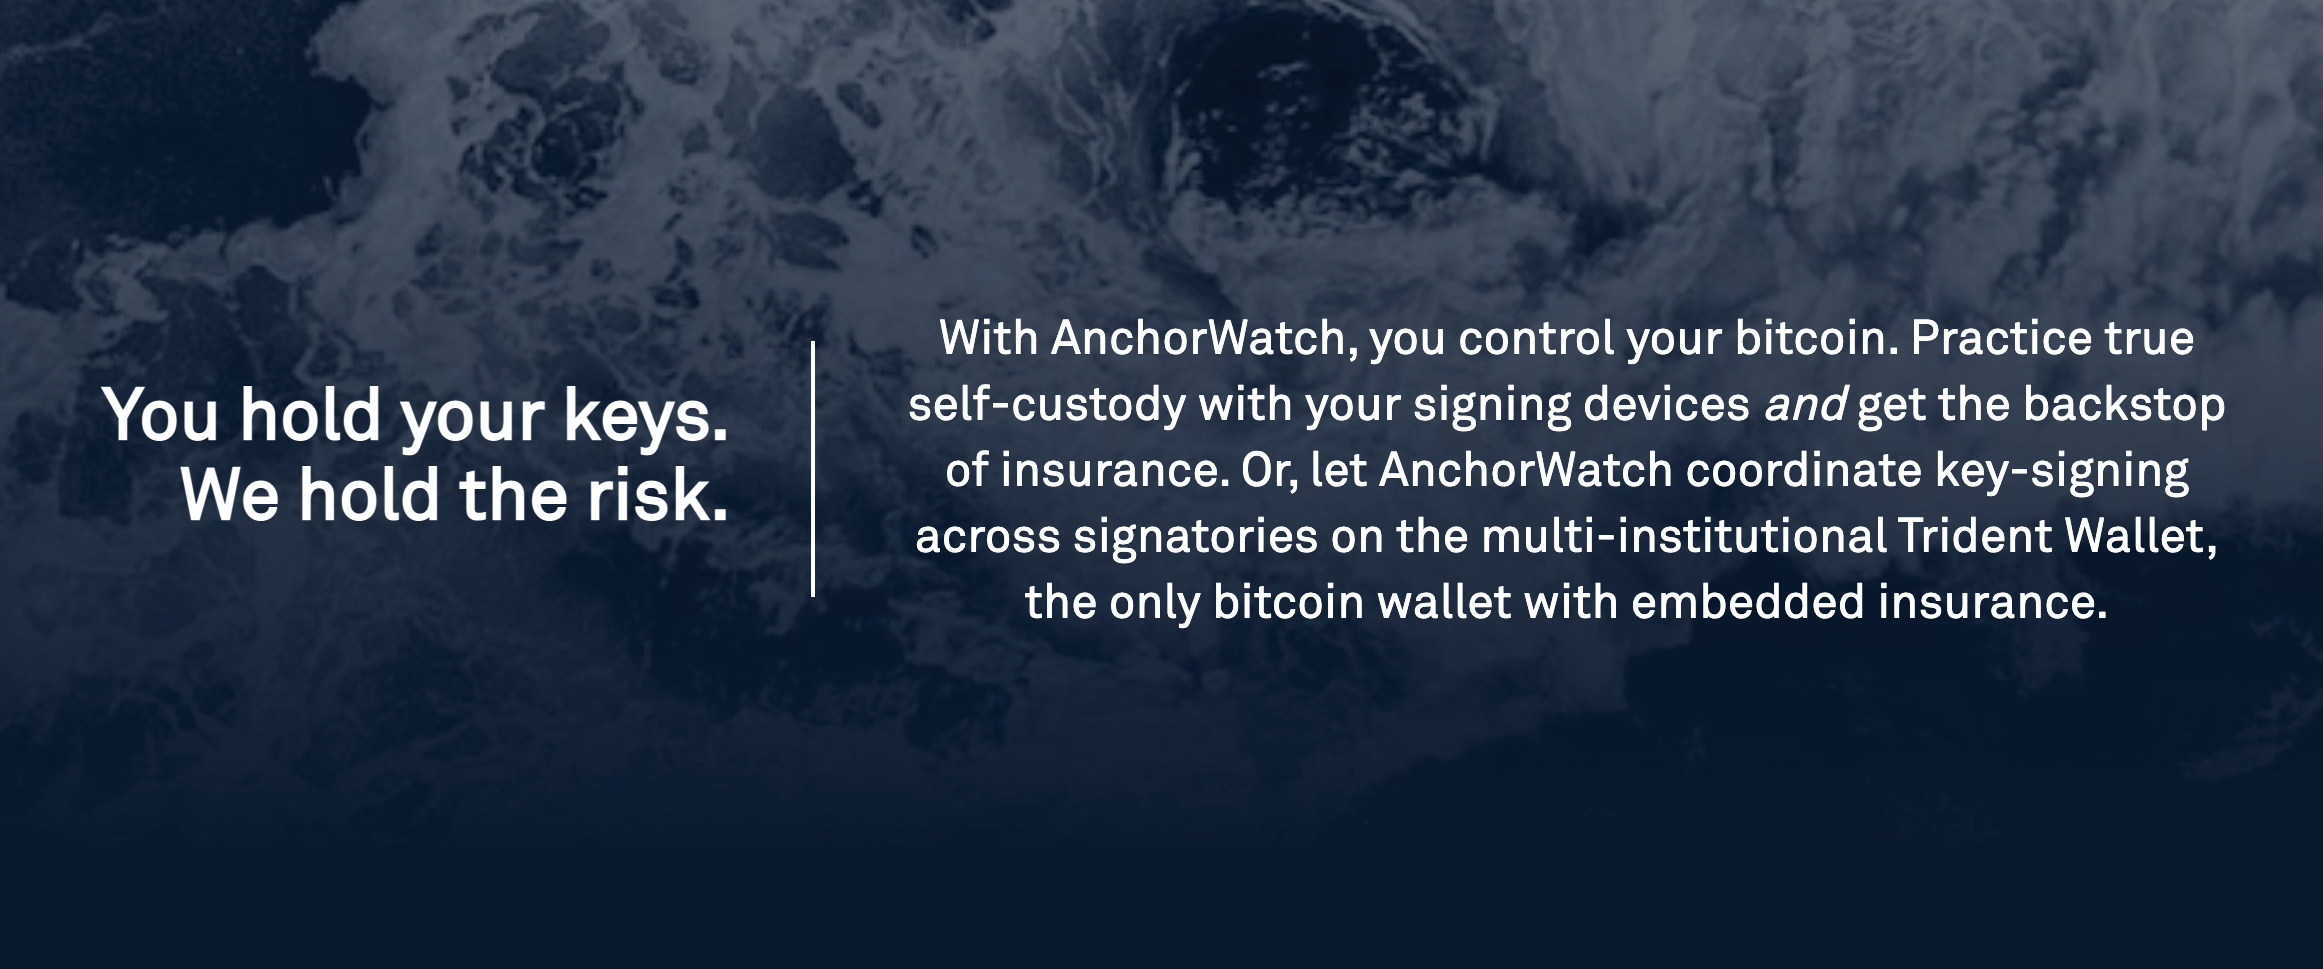 You hold your keys.
We hold the risk.
With AnchorWatch, you control your bitcoin. Practice true
self-custody with your signing devices and get the backstop
of insurance. Or, let AnchorWatch coordinate key-signing
across signatories on the multi-institutional Trident Wallet,
the only bitcoin wallet with embedded insurance.